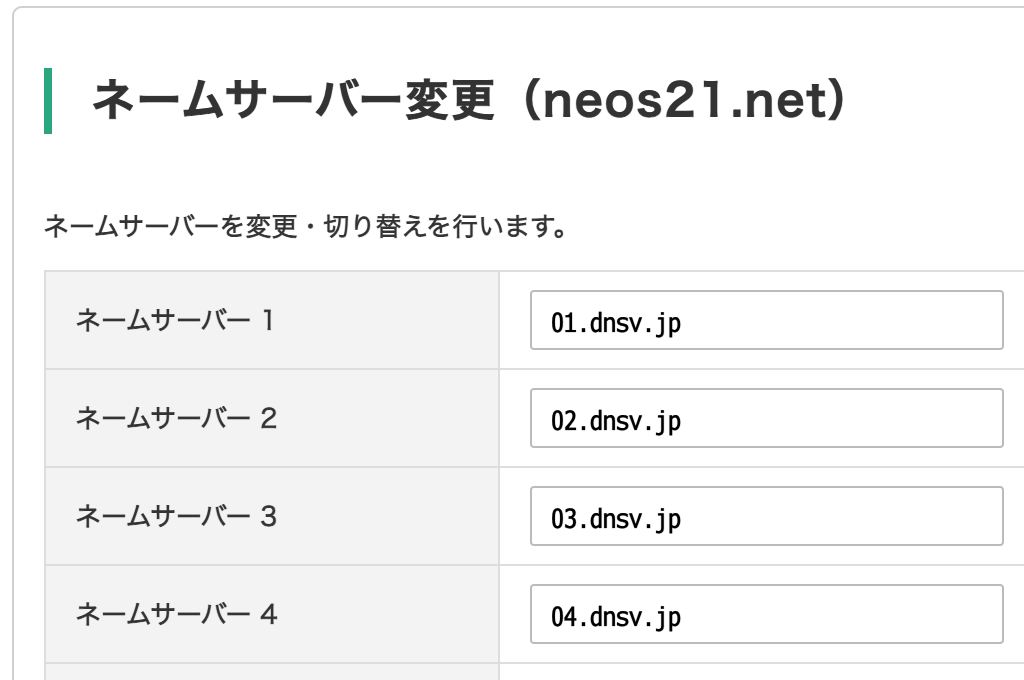 ネームサーバー変更（neos21.net）
ネームサーバーを変更・切り替えを行います。
ネームサーバー 1
01.dnsv.jp
ネームサーバー 2
02.dnsv.jp
ネームサーバー 3
03.dnsv.jp
ネームサーバー 4
04.dnsv.jp